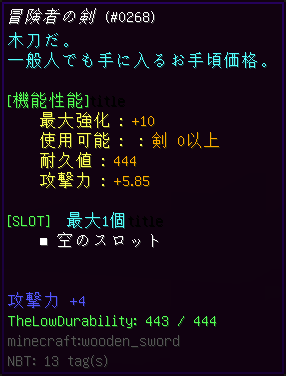 冒険者の剣 (#0268)
木刀だ。
一般人でも手に入るお手頃価格。
[機能性能]
最大強化 : +10
使用可能 : : 剣 0以上
耐久値 : 444
攻撃力 : +5.85
[SLOT] 最大1個
■ 空のスロット
攻撃力 +4
TheLowDurability: 443 / 444
minecraft:wooden_sword
NBT: 13 tag(s)